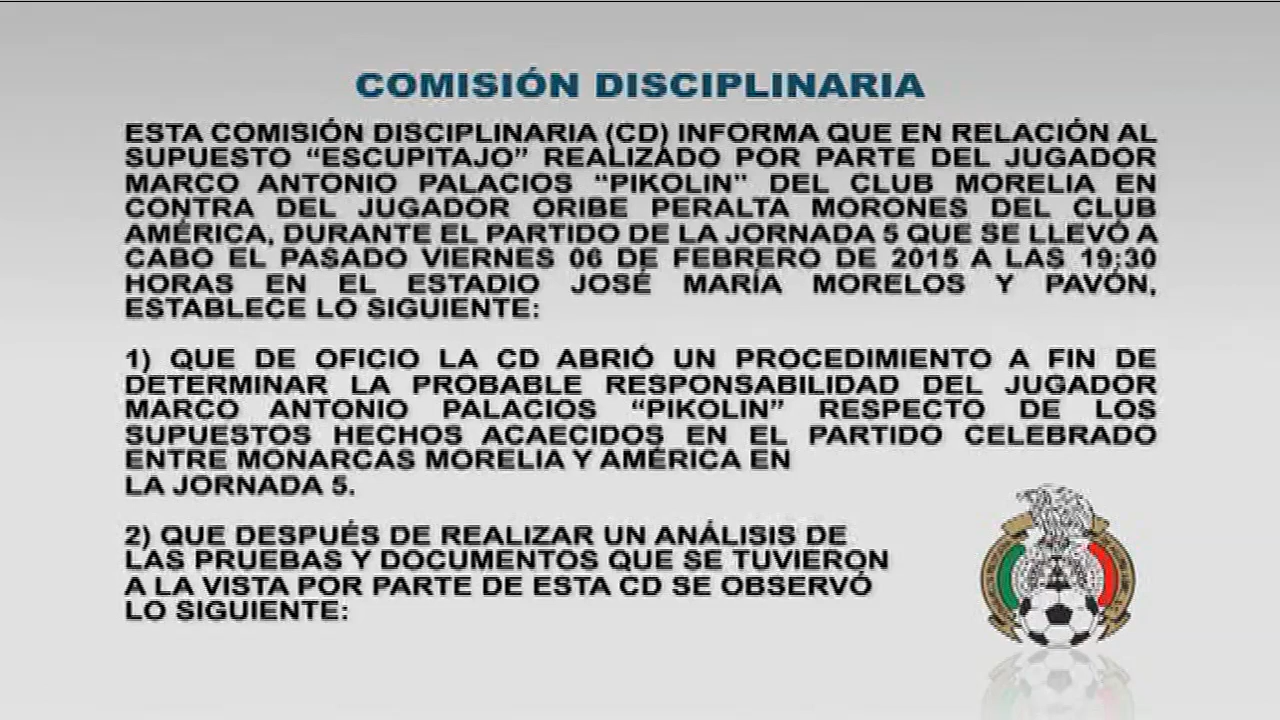 COMISIÓN DISCIPLINARIA
ESTA COMISIÓN DISCIPLINARIA (CD) INFORMA QUE EN RELACIÓN AL
SUPUESTO “ESCUPITAJO” REALIZADO POR PARTE DEL JUGADOR
MARCO ANTONIO PALACIOS “PIKOLIN” DEL CLUB MORELIA EN
CONTRA DEL JUGADOR ORIBE PERALTA MORONES DEL CLUB
AMÉRICA, DURANTE EL PARTIDO DE LA JORNADA 5 QUE SE LLEVÓ A
CABO EL PASADO VIERNES 06 DE FEBRERO DE 2015 A LAS 19:30
HORAS EN EL ESTADIO JOSÉ MARÍA MORELOS Y PAVÓN,
ESTABLECE LO SIGUIENTE:
1) QUE DE OFICIO LA CD ABRIÓ UN PROCEDIMIENTO A FIN DE
DETERMINAR LA PROBABLE RESPONSABILIDAD DEL JUGADOR
MARCO ANTONIO PALACIOS “PIKOLIN” RESPECTO DE LOS
SUPUESTOS HECHOS ACAECIDOS EN EL PARTIDO CELEBRADO
ENTRE MONARCAS MORELIA Y AMÉRICA EN
LA JORNADA 5.
2) QUE DESPUÉS DE REALIZAR UN ANÁLISIS DE
LAS PRUEBAS Y DOCUMENTOS QUE SE TUVIERON
A LA VISTA POR PARTE DE ESTA CD SE OBSERVÓ
LO SIGUIENTE: